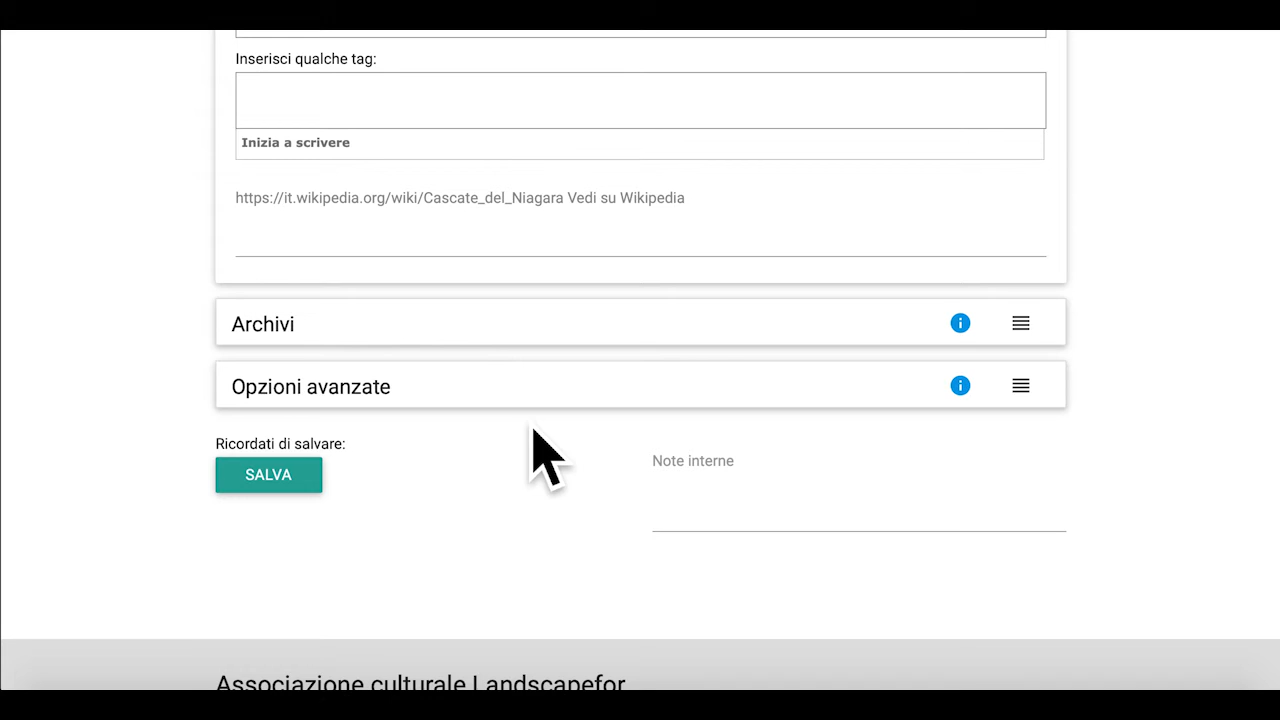 Inserisci qualche tag:
Inizia a scrivere
https://it.wikipedia.org/wiki/Cascate_del_Niagara Vedi su Wikipedia
Archivi
Opzioni avanzate
Ricordati di salvare:
SALVA
Note interne
Associazione culturale Landscapefor